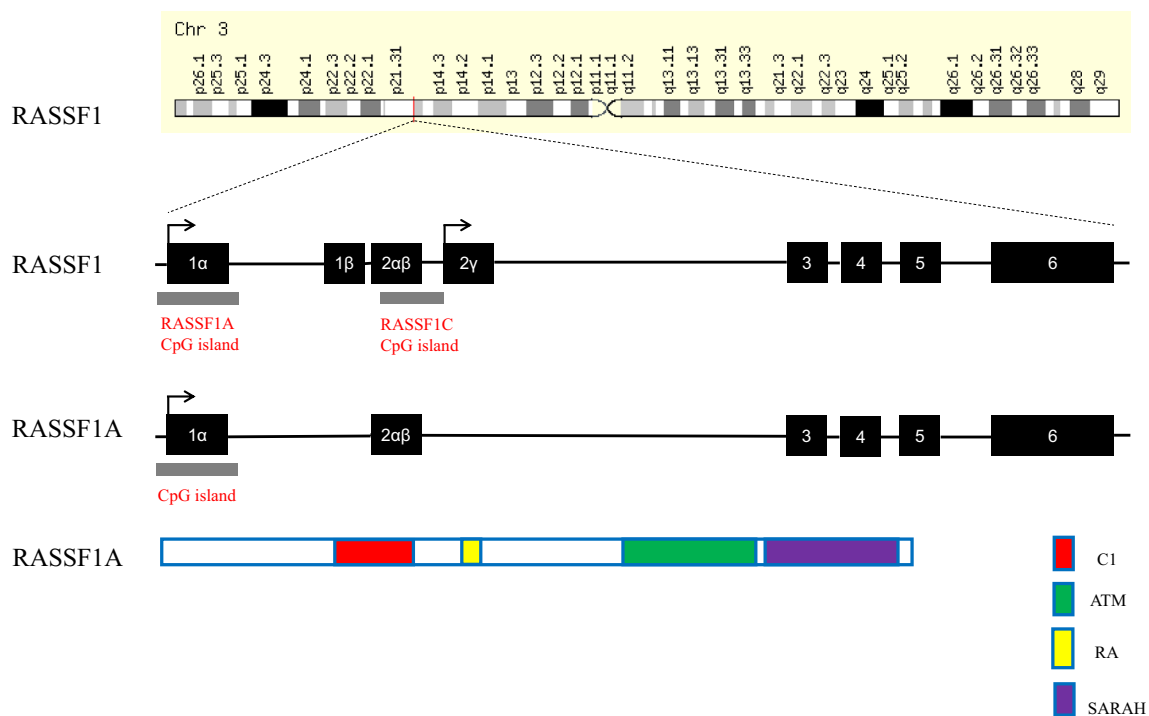 Chr 3
p26.1 p25.3 p25.1 p24.3 p24.1 p22.3 p22.2 p22.1 p21.31 p14.3 p14.2 p14.1 p13 p12.3 p12.2 p12.1 p11.1 q11.1 q11.2 q13.11 q13.13 q13.31 q13.33 q21.3 q22.1 q22.3 q23 q24 q25.1 q25.2 q26.1 q26.2 q26.31 q26.32 q26.33 q28 q29
RASSF1
RASSF1
1α 1β 2αβ 2γ 3 4 5 6
RASSF1A RASSF1C
CpG island CpG island
RASSF1A
1α 2αβ 3 4 5 6
CpG island
RASSF1A
C1
ATM
RA
SARAH